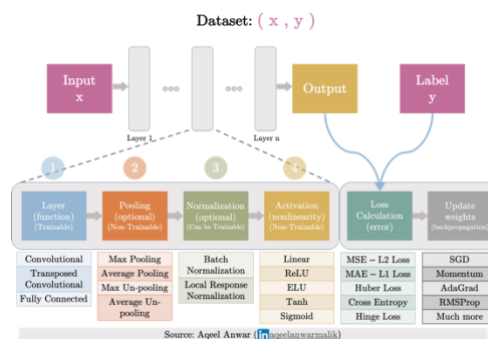 Dataset: ( x , y )
Input
x
Output
Label
y
Layer 1
Layer n
1
2
3
4
Layer
(function)
(Trainable)
Pooling
(optional)
(Non-Trainable)
Normalization
(optional)
(Can be Trainable)
Activation
(nonlinearity)
(Non-Trainable)
Loss
Calculation
(error)
Update
weights
(backpropagation)
Convolutional
Transposed
Convolutional
Fully Connected
Max Pooling
Average Pooling
Max Un-pooling
Average Un-
pooling
Batch
Normalization
Local Response
Normalization
Linear
ReLU
ELU
Tanh
Sigmoid
MSE - L2 Loss
MAE - L1 Loss
Huber Loss
Cross Entropy
Hinge Loss
SGD
Momentum
AdaGrad
RMSProp
Much more
Source: Aqeel Anwar (in aqeelanwarmalik)